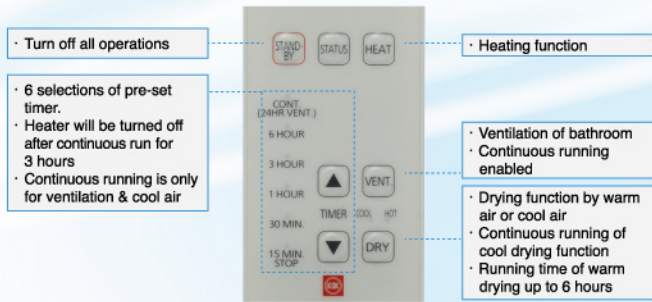 · Turn off all operations
STAND-
BY
STATUS
HEAT
· Heating function
· 6 selections of pre-set
timer.
· Heater will be turned off
after continuous run for
3 hours
· Continuous running is only
for ventilation & cool air
CONT.
(24HR VENT.)
6 HOUR
3 HOUR
1 HOUR
TIMER
30 MIN.
15 MIN.
STOP
VENT.
COOL HOT
DRY
KDK
· Ventilation of bathroom
· Continuous running
enabled
· Drying function by warm
air or cool air
· Continuous running of
cool drying function
· Running time of warm
drying up to 6 hours